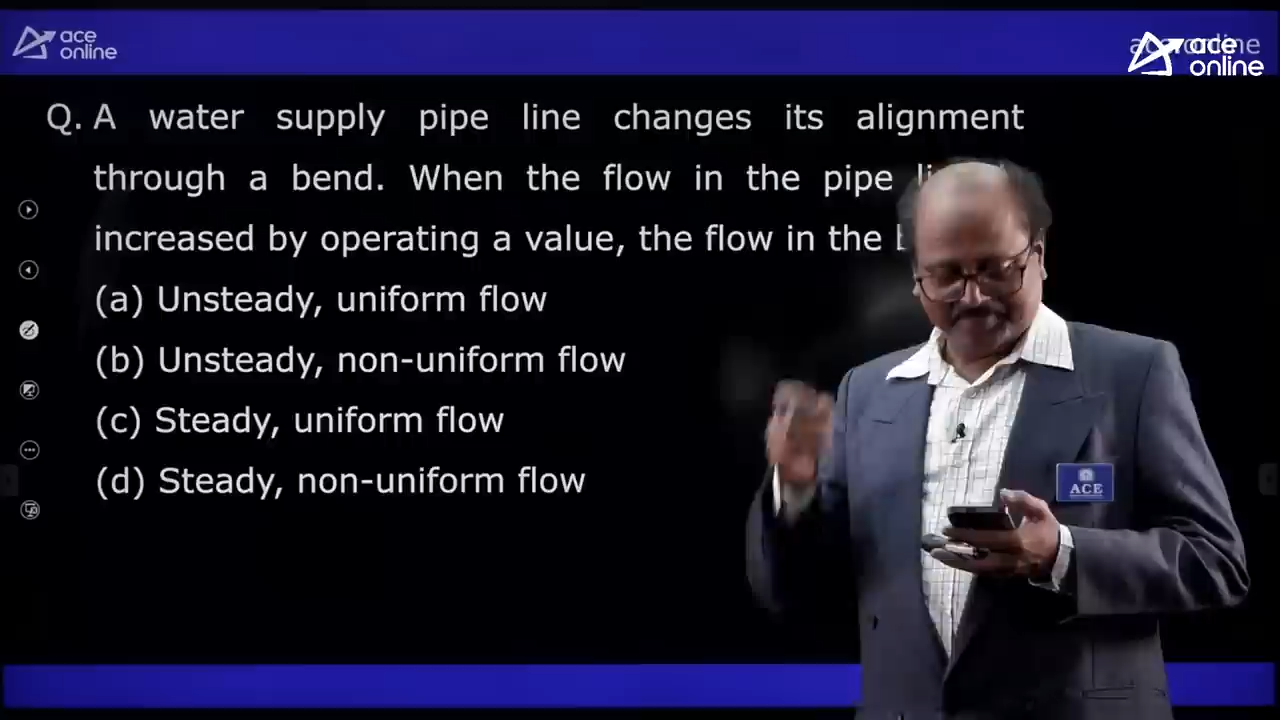 ace
online
ace
online
Q. A water supply pipe line changes its alignment
through a bend. When the flow in the pipe
increased by operating a value, the flow in the
(a) Unsteady, uniform flow
(b) Unsteady, non-uniform flow
(c) Steady, uniform flow
(d) Steady, non-uniform flow
ACE